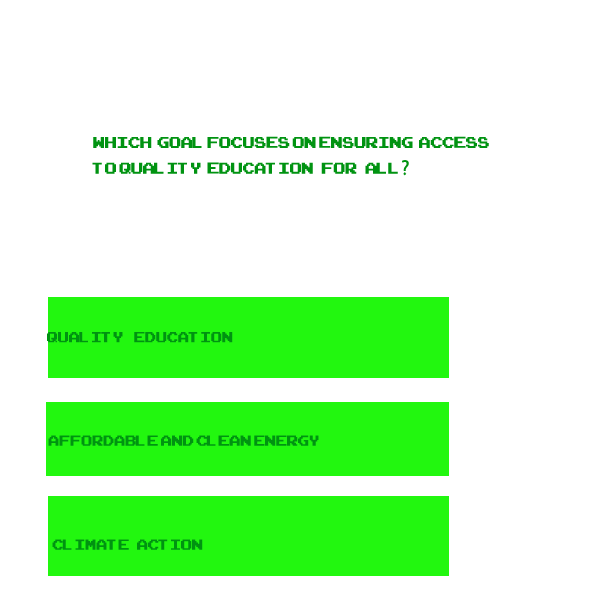 WHICH GOAL FOCUSES ON ENSURING ACCESS
TO QUALITY EDUCATION FOR ALL?
QUALITY EDUCATION
AFFORDABLE AND CLEAN ENERGY
CLIMATE ACTION